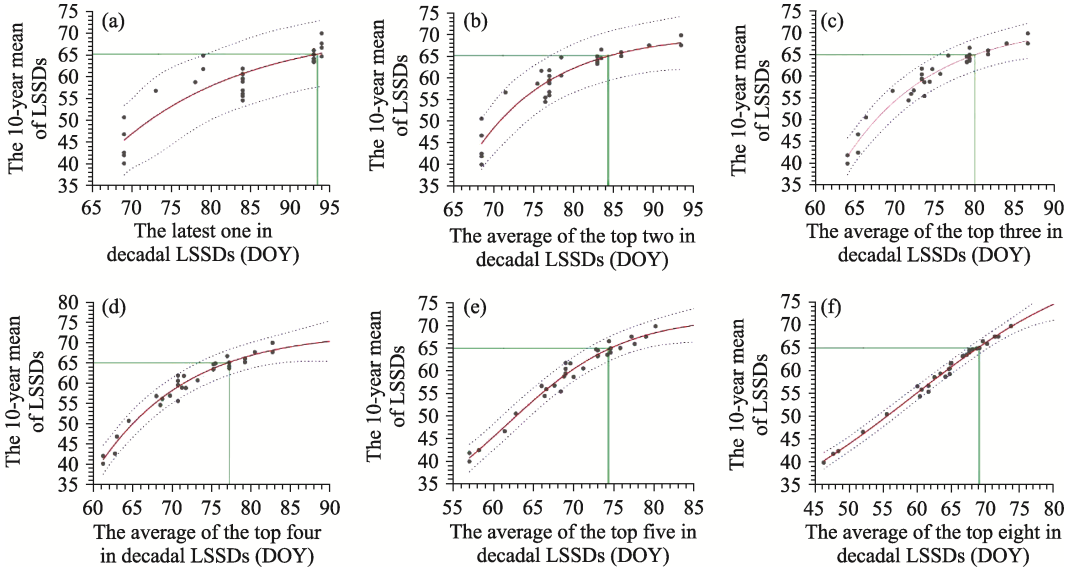 (a)
75
70
65
60
55
50
45
40
35
The 10-year mean
of LSSDs
65 70 75 80 85 90 95
The latest one in
decadal LSSDs (DOY)
(b)
75
70
65
60
55
50
45
40
35
The 10-year mean
of LSSDs
65 70 75 80 85 90 95
The average of the top two in
decadal LSSDs (DOY)
(c)
75
70
65
60
55
50
45
40
35
The 10-year mean
of LSSDs
60 65 70 75 80 85 90
The average of the top three in
decadal LSSDs (DOY)
(d)
80
75
70
65
60
55
50
45
40
35
The 10-year mean
of LSSDs
60 65 70 75 80 85 90
The average of the top four
in decadal LSSDs (DOY)
(e)
75
70
65
60
55
50
45
40
35
The 10-year mean
of LSSDs
55 60 65 70 75 80 85
The average of the top five in
decadal LSSDs (DOY)
(f)
75
70
65
60
55
50
45
40
35
The 10-year mean
of LSSDs
45 50 55 60 65 70 75 80
The average of the top eight in
decadal LSSDs (DOY)